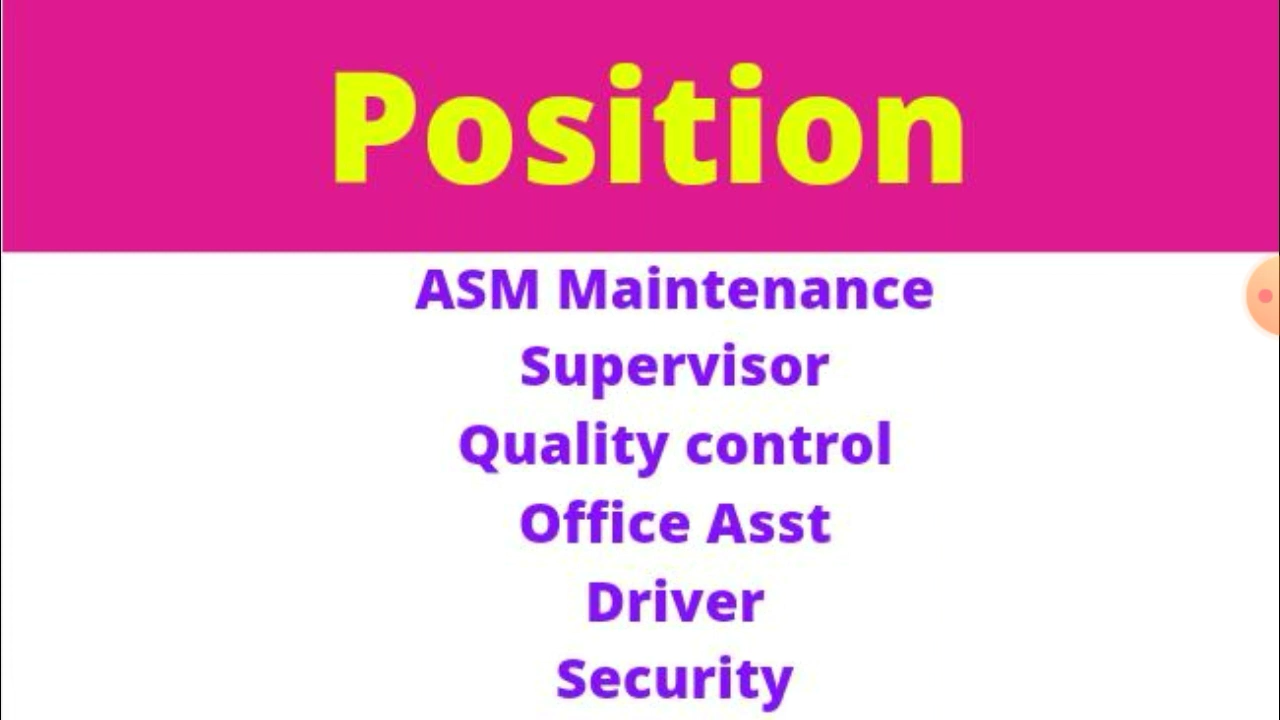 Position
ASM Maintenance
Supervisor
Quality control
Office Asst
Driver
Security